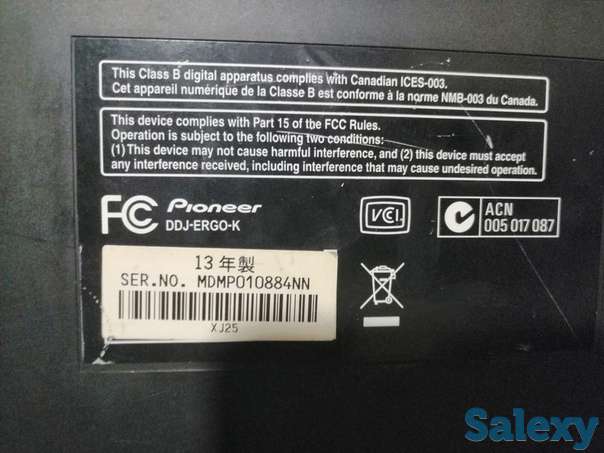 This Class B digital apparatus complies with Canadian ICES-003.
Cet appareil numérique de la Classe B est conforme à la norme NMB-003 du Canada.
This device complies with Part 15 of the FCC Rules.
Operation is subject to the following two conditions:
(1) This device may not cause harmful interference, and (2) this device must accept
any interference received, including interference that may cause undesired operation.
FC Pioneer
DDJ-ERGO-K
VCI
ACN
005 017 087
13年製
SER.NO. MDMP010884NN
XJ25
Salexy